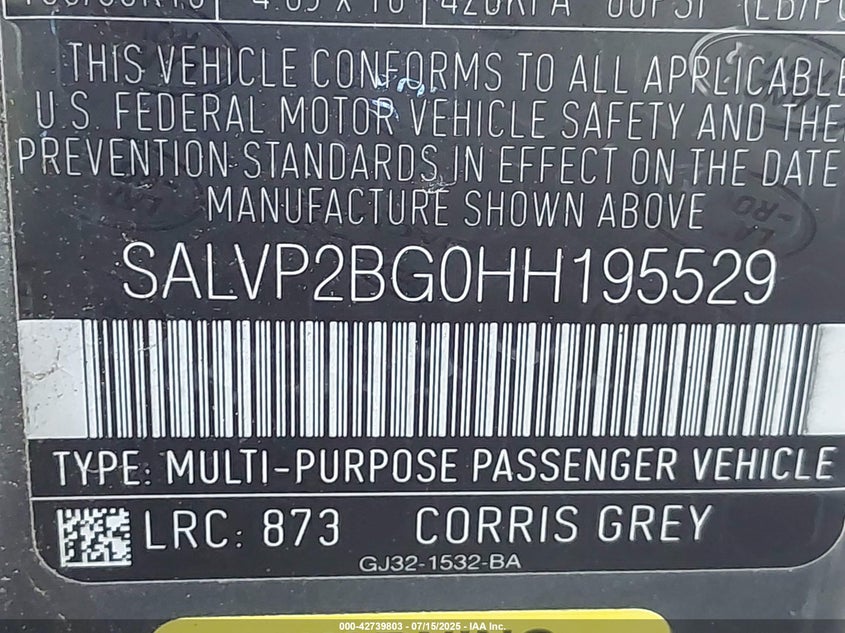 420KPA 60PSI
THIS VEHICLE CONFORMS TO ALL APPLICABLE
U.S. FEDERAL MOTOR VEHICLE SAFETY AND THE
PREVENTION STANDARDS IN EFFECT ON THE DATE
MANUFACTURE SHOWN ABOVE
SALVP2BG0HH195529
TYPE: MULTI-PURPOSE PASSENGER VEHICLE
LRC: 873 CORRIS GREY
GJ32-1532-BA
000-42739803 - 07/15/2025 - IAA Inc.